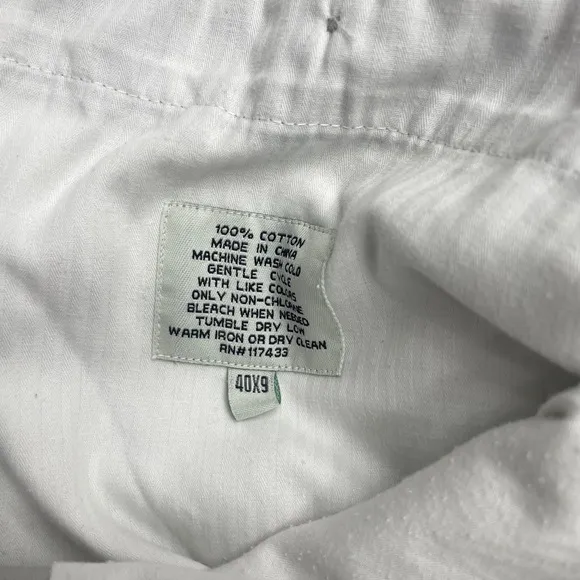 100% COTTON
MADE IN CHINA
MACHINE WASH COLD
GENTLE CYCLE
WITH LIKE COLORS
ONLY NON-CHLORINE
BLEACH WHEN NEEDED
TUMBLE DRY LOW
WARM IRON OR DRY CLEAN
RN#117433
40X9